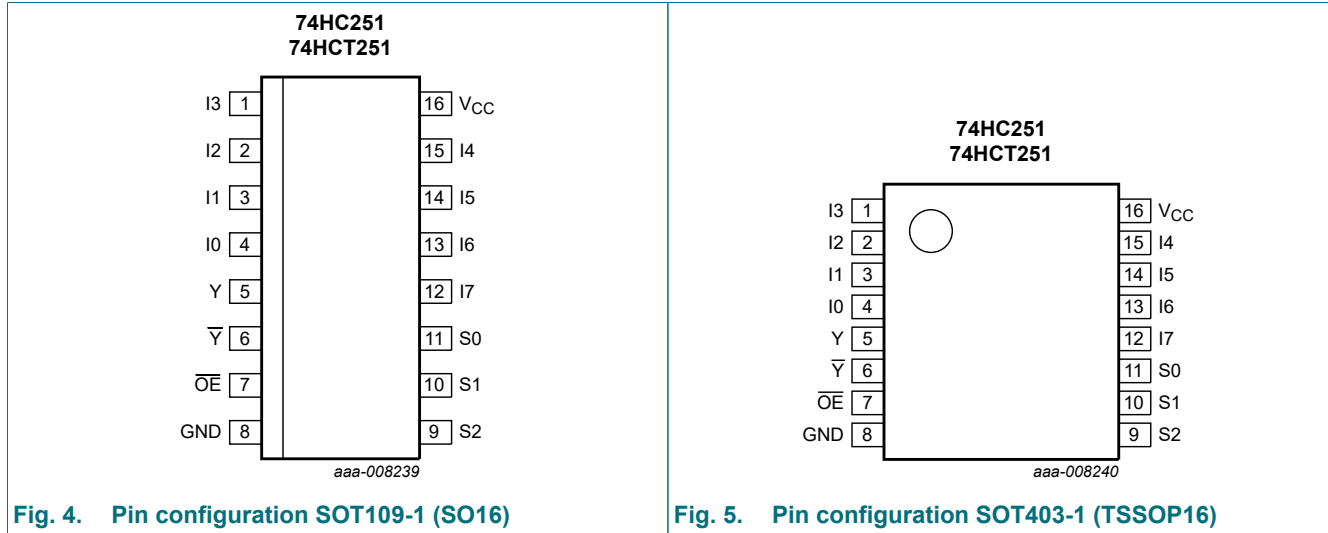 74HC251
74HCT251
I3 1 16 VCC
I2 2 15 I4
I1 3 14 I5
I0 4 13 I6
Y 5 12 I7
Y̅ 6 11 S0
O̅E̅ 7 10 S1
GND 8 9 S2
aaa-008239
Fig. 4. Pin configuration SOT109-1 (SO16)
74HC251
74HCT251
I3 1 16 VCC
I2 2 15 I4
I1 3 14 I5
I0 4 13 I6
Y 5 12 I7
Y̅ 6 11 S0
O̅E̅ 7 10 S1
GND 8 9 S2
aaa-008240
Fig. 5. Pin configuration SOT403-1 (TSSOP16)